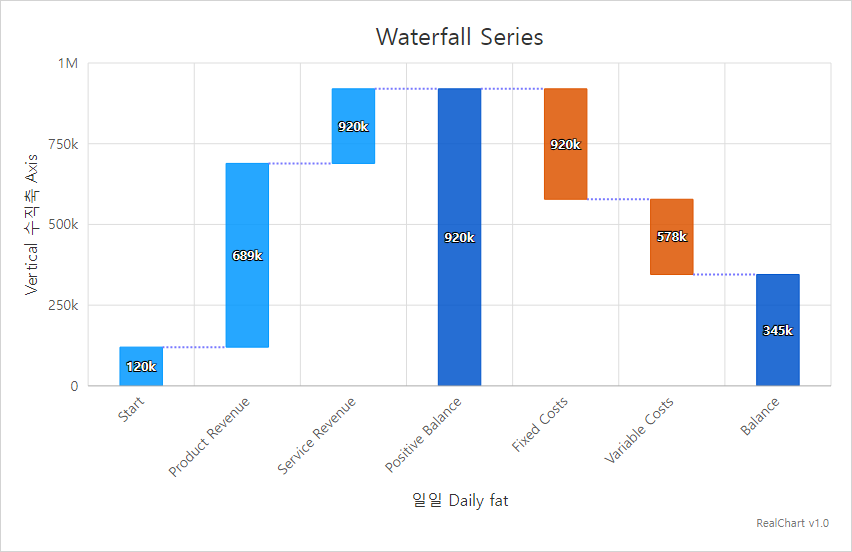 Waterfall Series
1M
750k
500k
250k
0
Vertical 수직축 Axis
120k
689k
920k
920k
920k
578k
345k
Start
Product Revenue
Service Revenue
Positive Balance
Fixed Costs
Variable Costs
Balance
일일 Daily fat
RealChart v1.0